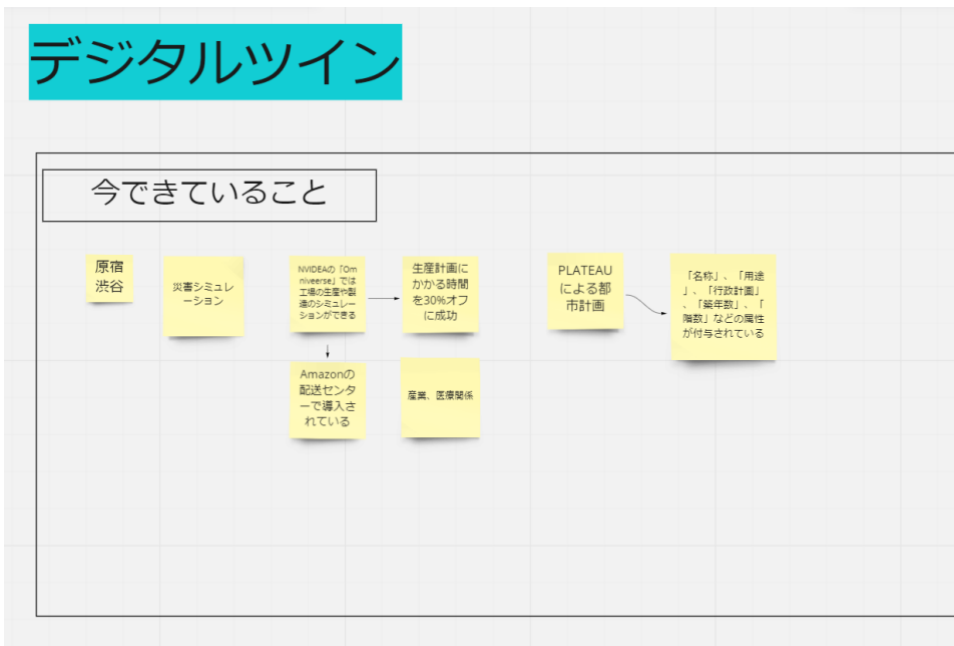 デジタルツイン
今できていること
原宿
渋谷
災害シミュレ
ーション
NVIDEAの「Om
niveerse」では
工場の生産や製
造のシミュレー
ションができる
生産計画に
かかる時間
を30%オフ
に成功
Amazonの
配送センタ
ーで導入さ
れている
産業、医療関係
PLATEAU
による都
市計画
「名称」、「用途
」、「行政計画」
、「築年数」、「
階数」などの属性
が付与されている